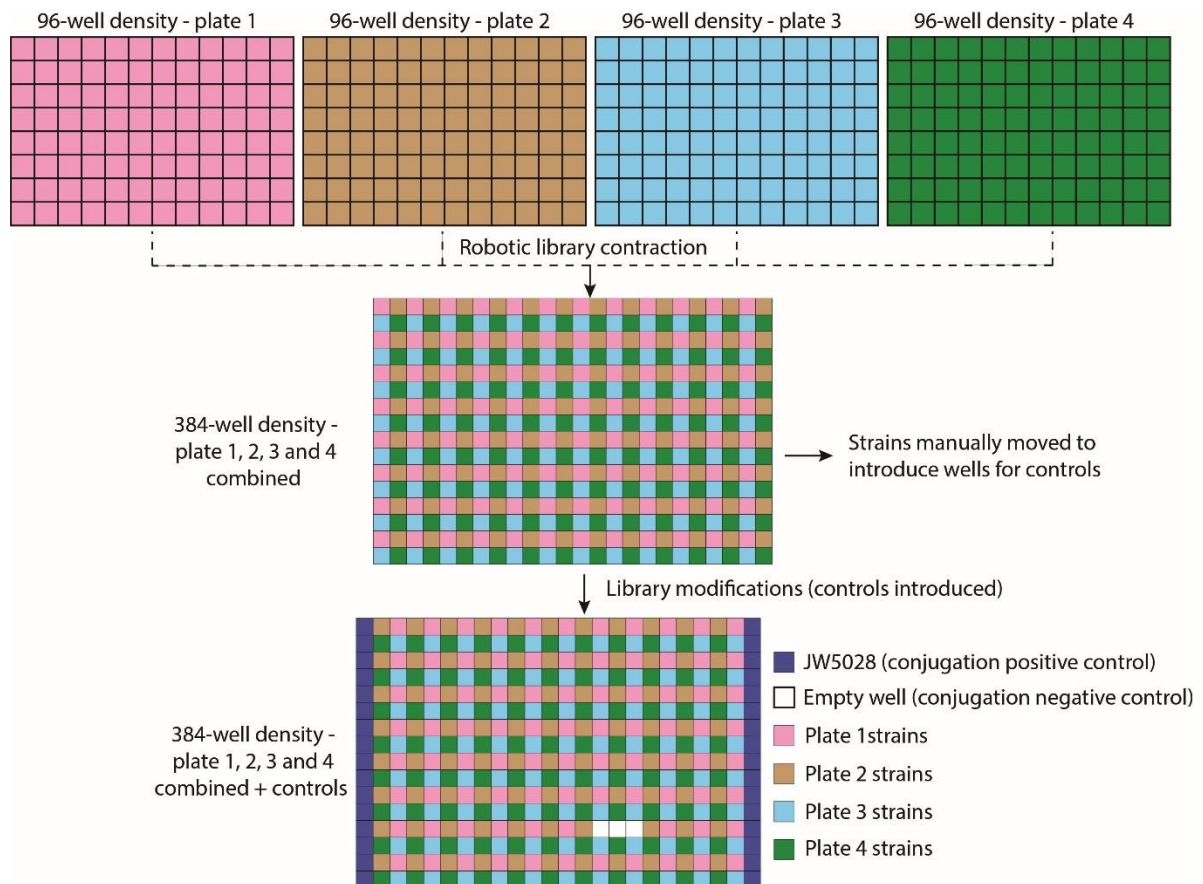 96-well density - plate 1
96-well density - plate 2
96-well density - plate 3
96-well density - plate 4
Robotic library contraction
384-well density -
plate 1, 2, 3 and 4
combined
Strains manually moved to
introduce wells for controls
Library modifications (controls introduced)
384-well density -
plate 1, 2, 3 and 4
combined + controls
JW5028 (conjugation positive control)
Empty well (conjugation negative control)
Plate 1strains
Plate 2 strains
Plate 3 strains
Plate 4 strains